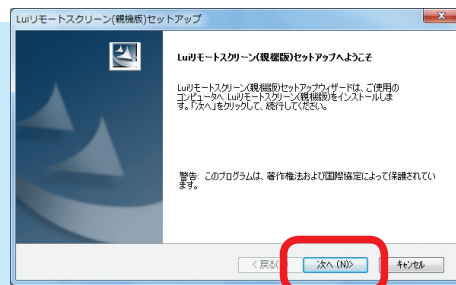 Luiリモートスクリーン(親機版)セットアップ
Luiリモートスクリーン(親機版)セットアップへようこそ
Luiリモートスクリーン(親機版)セットアップウィザードは、ご使用の
コンピュータへ Luiリモートスクリーン(親機版)をインストールしま
す。「次へ」をクリックして、続行してください。
警告: このプログラムは、著作権法および国際協定によって保護されてい
ます。
< 戻る(
次へ (N)>
キャンセル